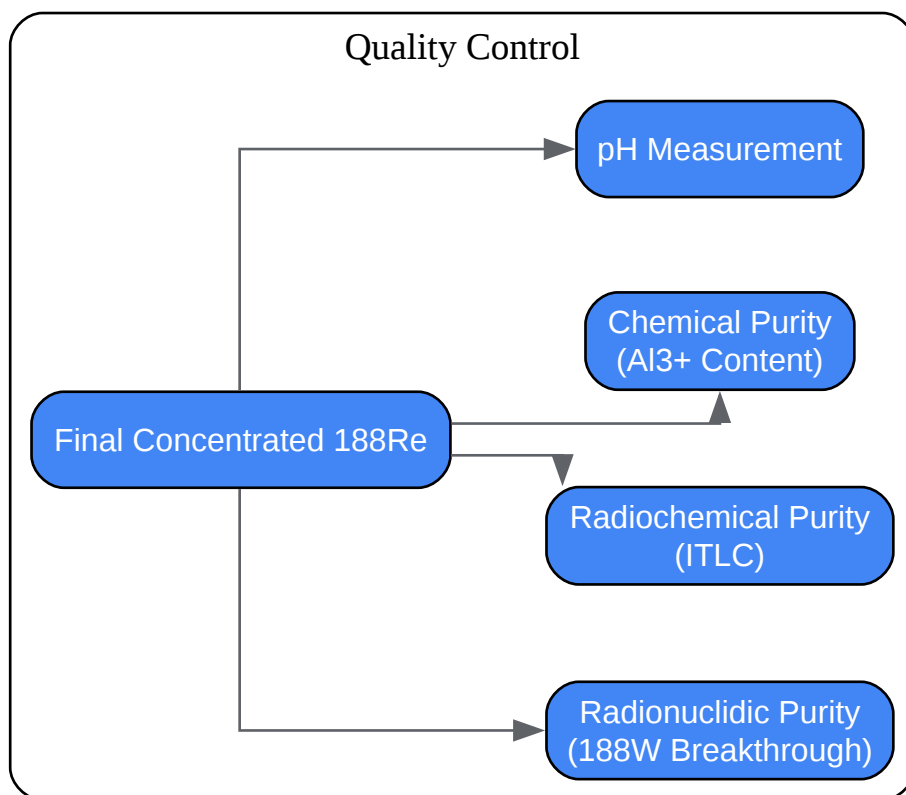 Quality Control
pH Measurement
Chemical Purity
(Al3+ Content)
Final Concentrated 188Re
Radiochemical Purity
(ITLC)
Radionuclidic Purity
(188W Breakthrough)